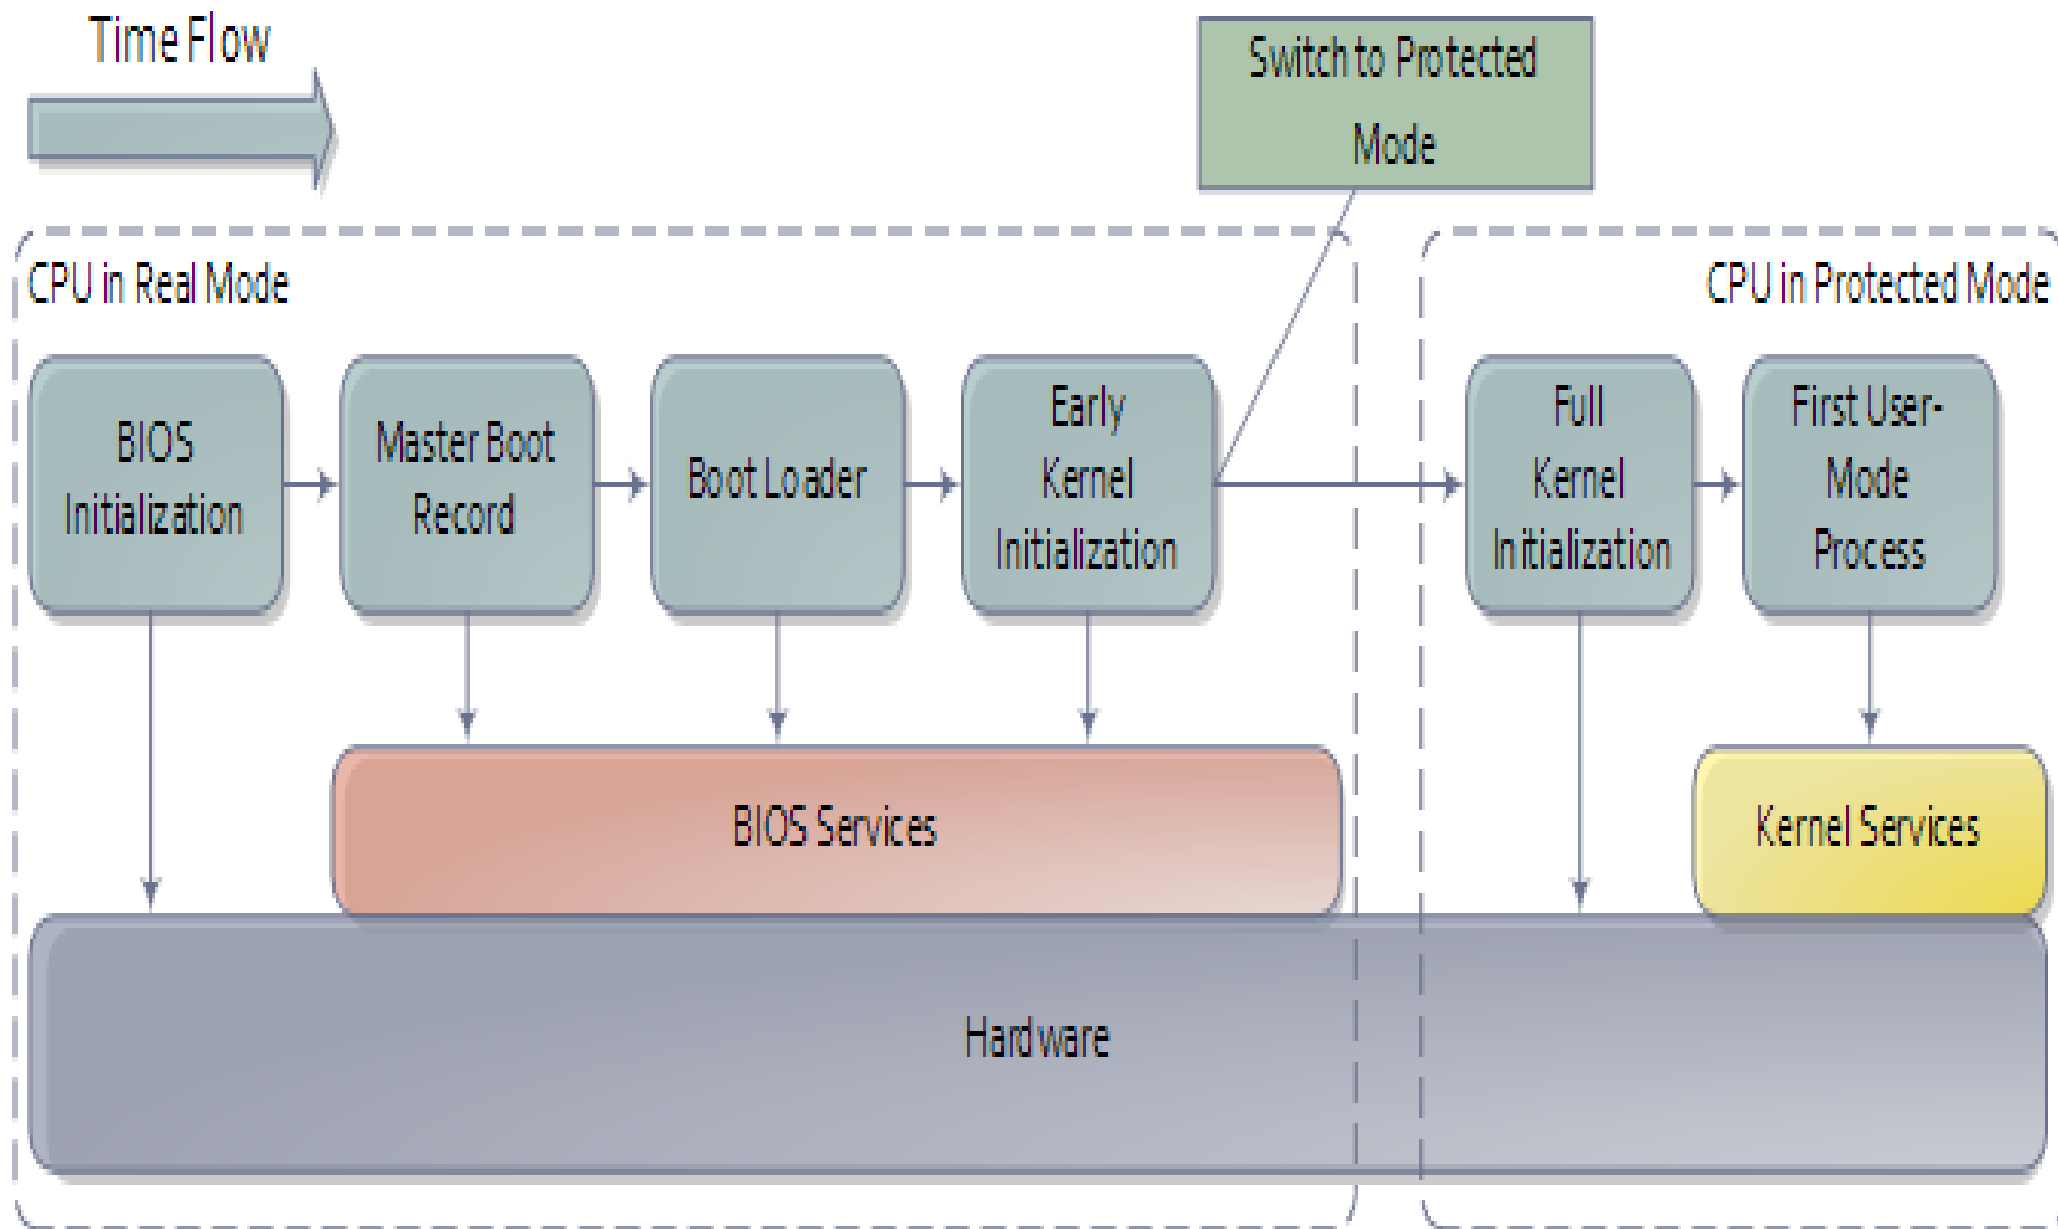 Time Flow
Switch to Protected
Mode
CPU in Real Mode
CPU in Protected Mode
BIOS
Initialization
Master Boot
Record
Boot Loader
Early
Kernel
Initialization
Full
Kernel
Initialization
First User-
Mode
Process
BIOS Services
Kernel Services
Hardware